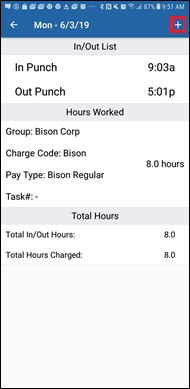 9:51 AM
Mon - 6/3/19
In/Out List
In Punch 9:03a
Out Punch 5:01p
Hours Worked
Group: Bison Corp
Charge Code: Bison
8.0 hours
Pay Type: Bison Regular
Task#: -
Total Hours
Total In/Out Hours: 8.0
Total Hours Charged: 8.0